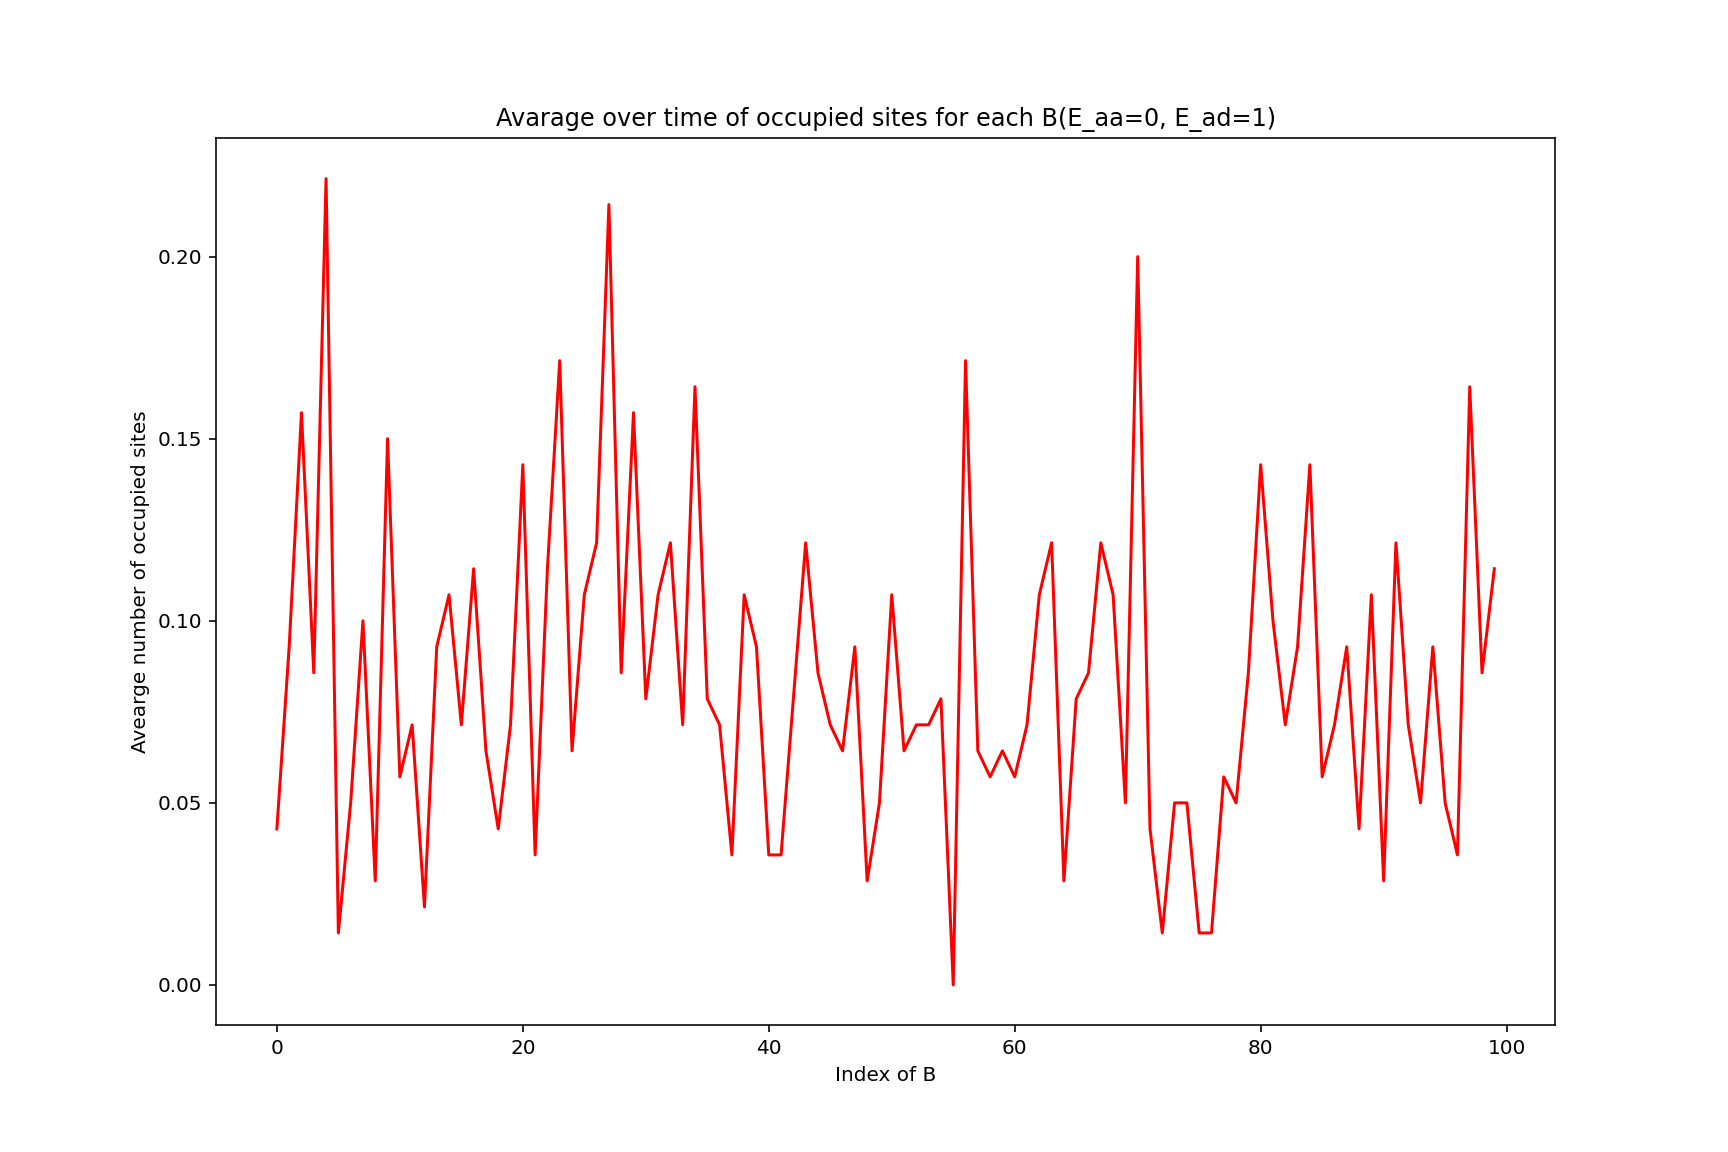 Avarage over time of occupied sites for each B(E_aa=0, E_ad=1)
Avearge number of occupied sites
0.20
0.15
0.10
0.05
0.00
0 20 40 60 80 100
Index of B